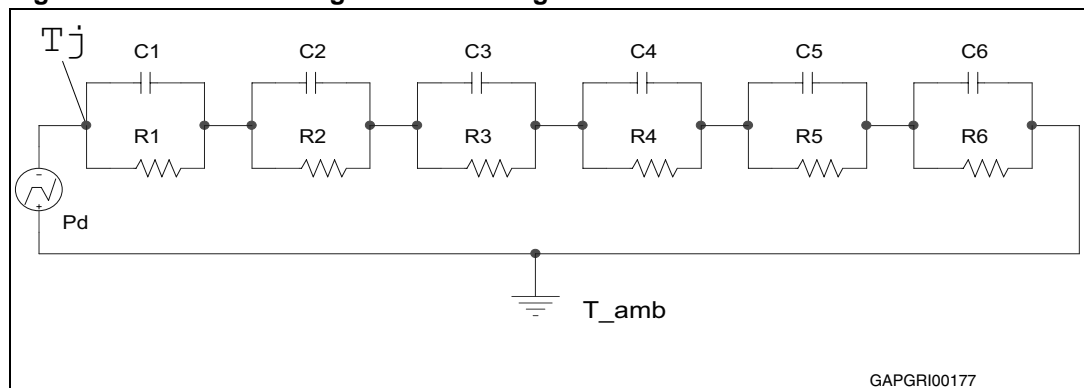 Tj
C1 C2 C3 C4 C5 C6
R1 R2 R3 R4 R5 R6
-
+
Pd
T_amb
GAPGRI00177